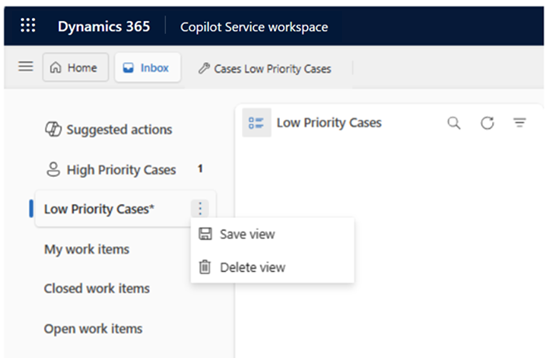 Dynamics 365 Copilot Service workspace
Home Inbox Cases Low Priority Cases
Suggested actions
High Priority Cases 1
Low Priority Cases*
My work items
Closed work items
Open work items
Low Priority Cases
Save view
Delete view